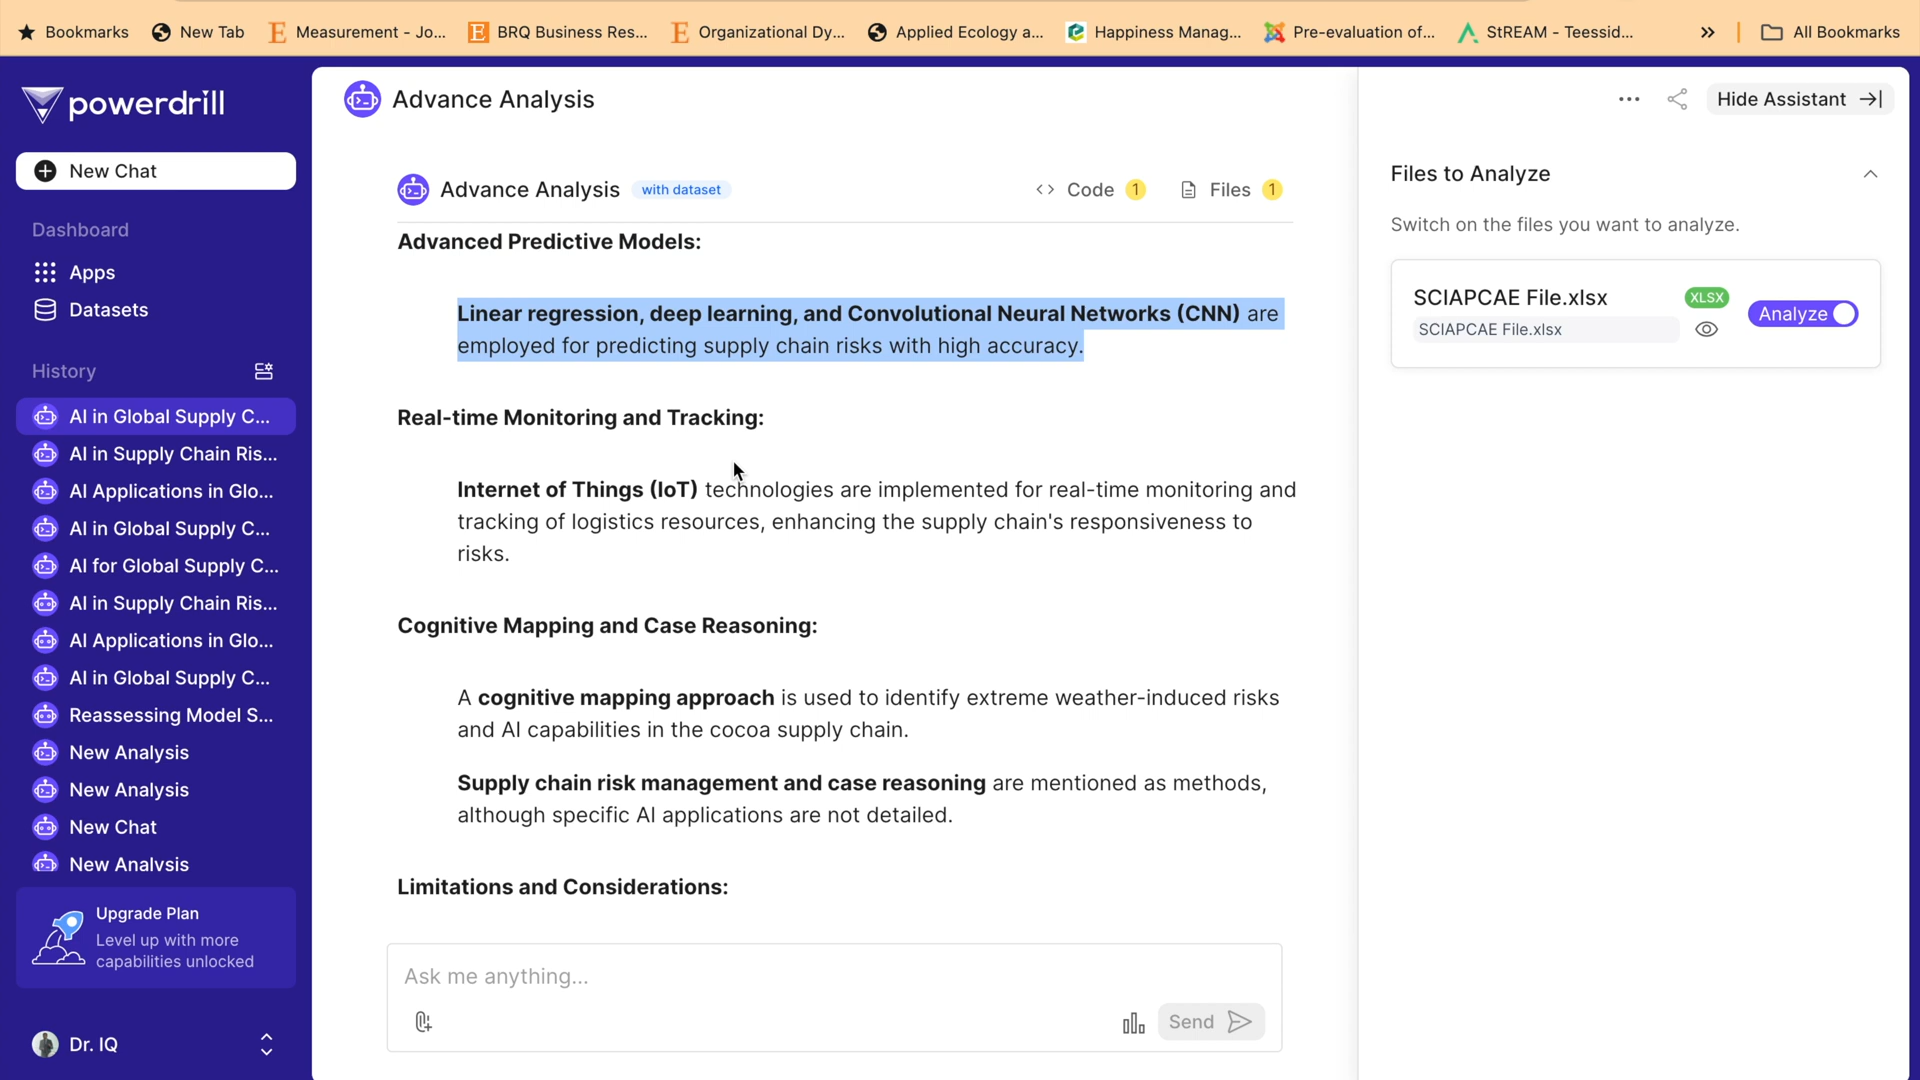 Bookmarks
New Tab
Measurement - Jo...
BRQ Business Res...
Organizational Dy...
Applied Ecology a...
Happiness Manag...
Pre-evaluation of...
StREAM - Teessid...
All Bookmarks
powerdrill
New Chat
Dashboard
Apps
Datasets
History
AI in Global Supply C...
AI in Supply Chain Ris...
AI Applications in Glo...
AI in Global Supply C...
AI for Global Supply C...
AI in Supply Chain Ris...
AI Applications in Glo...
AI in Global Supply C...
Reassessing Model S...
New Analysis
New Analysis
New Chat
New Analysis
Upgrade Plan
Level up with more
capabilities unlocked
Dr. IQ
Advance Analysis
Advance Analysis with dataset
Code 1
Files 1
Advanced Predictive Models:
Linear regression, deep learning, and Convolutional Neural Networks (CNN) are
employed for predicting supply chain risks with high accuracy.
Real-time Monitoring and Tracking:
Internet of Things (IoT) technologies are implemented for real-time monitoring and
tracking of logistics resources, enhancing the supply chain's responsiveness to
risks.
Cognitive Mapping and Case Reasoning:
A cognitive mapping approach is used to identify extreme weather-induced risks
and AI capabilities in the cocoa supply chain.
Supply chain risk management and case reasoning are mentioned as methods,
although specific AI applications are not detailed.
Limitations and Considerations:
Ask me anything...
Send
Hide Assistant
Files to Analyze
Switch on the files you want to analyze.
SCIAPCAE File.xlsx
XLSX
Analyze
SCIAPCAE File.xlsx